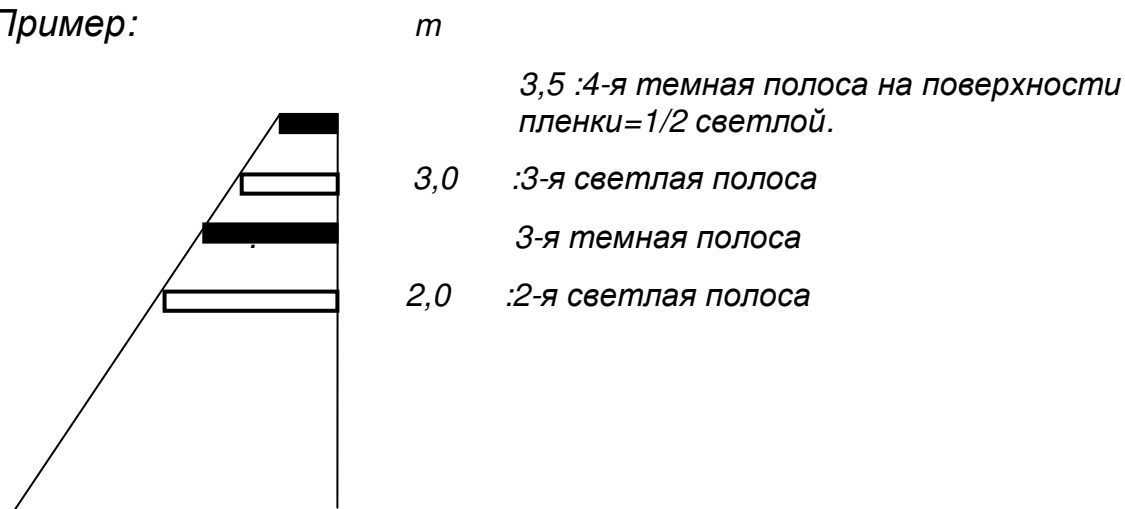 Пример: m
3,5 :4-я темная полоса на поверхности
пленки=1/2 светлой.
3,0 :3-я светлая полоса
3-я темная полоса
2,0 :2-я светлая полоса